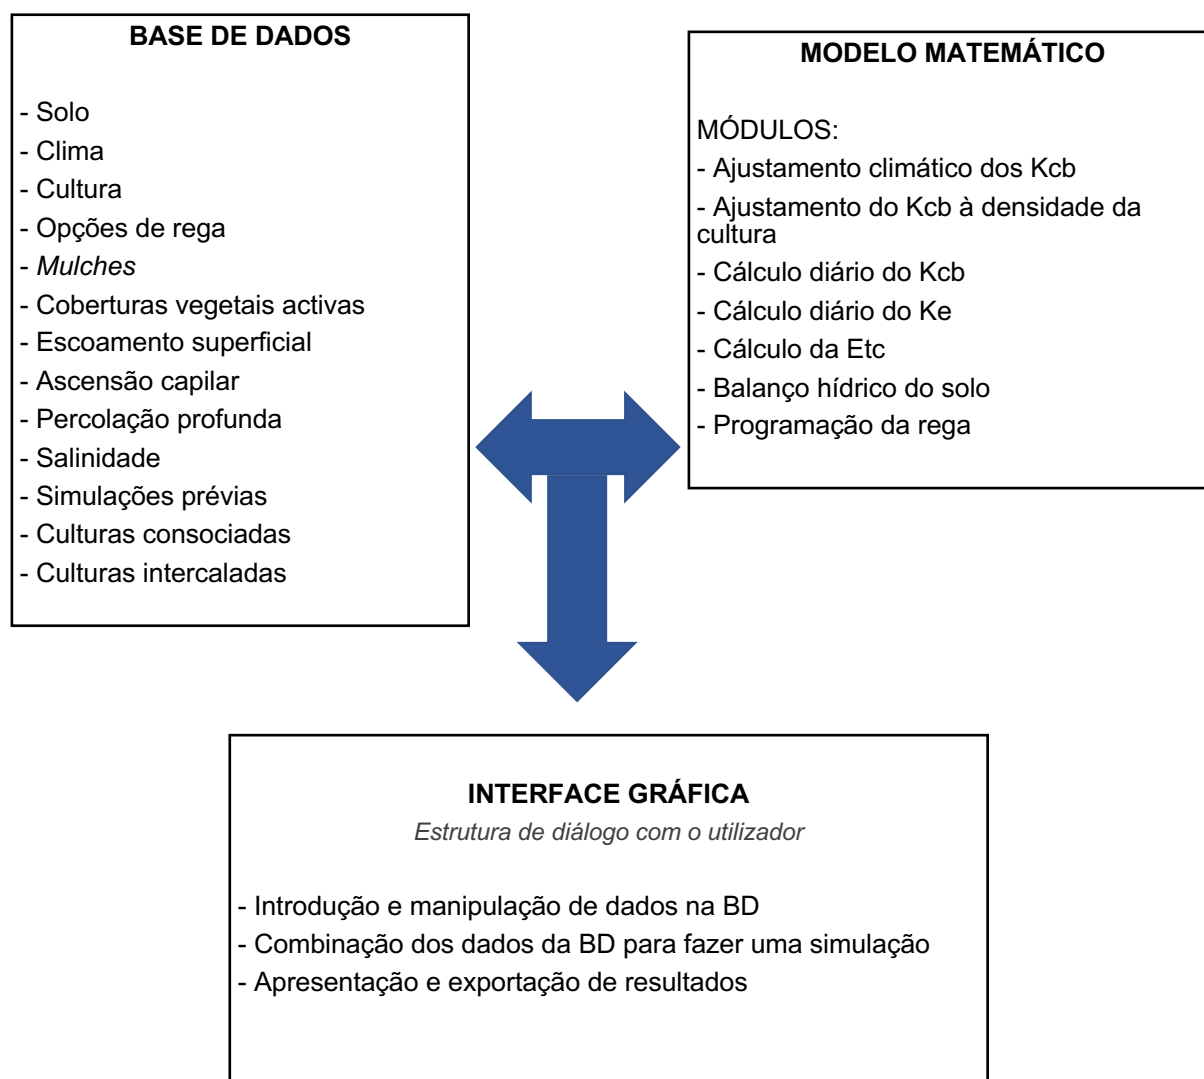 BASE DE DADOS
- Solo
- Clima
- Cultura
- Opções de rega
- Mulches
- Coberturas vegetais activas
- Escoamento superficial
- Ascensão capilar
- Percolação profunda
- Salinidade
- Simulações prévias
- Culturas consociadas
- Culturas intercaladas
MODELO MATEMÁTICO
MÓDULOS:
- Ajustamento climático dos Kcb
- Ajustamento do Kcb à densidade da
cultura
- Cálculo diário do Kcb
- Cálculo diário do Ke
- Cálculo da Etc
- Balanço hídrico do solo
- Programação da rega
INTERFACE GRÁFICA
Estrutura de diálogo com o utilizador
- Introdução e manipulação de dados na BD
- Combinação dos dados da BD para fazer uma simulação
- Apresentação e exportação de resultados